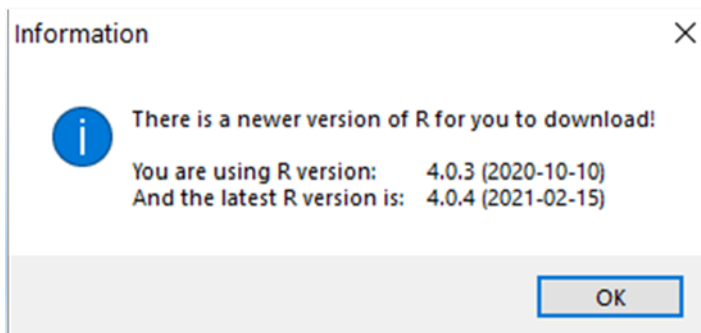 Information
There is a newer version of R for you to download!
You are using R version: 4.0.3 (2020-10-10)
And the latest R version is: 4.0.4 (2021-02-15)
OK